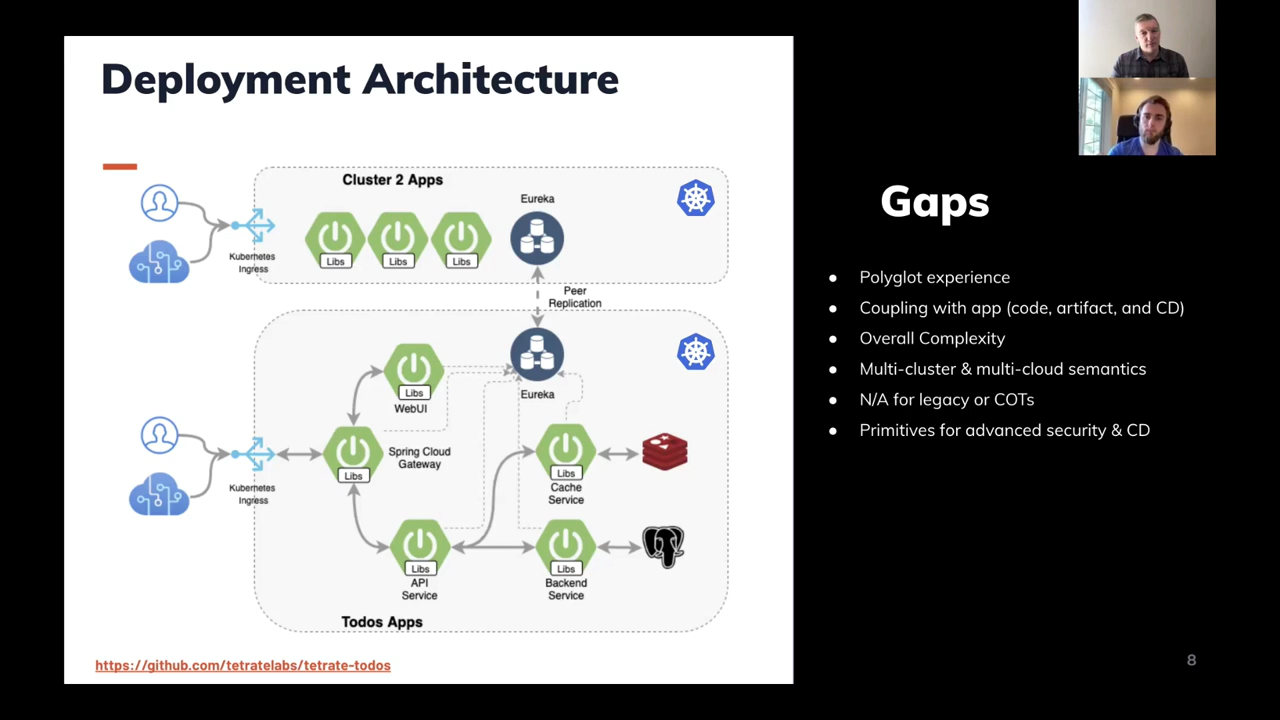 Deployment Architecture
Cluster 2 Apps
Eureka
Kubernetes
Ingress
Libs
Libs
Libs
Peer
Replication
Libs
WebUI
Eureka
Kubernetes
Ingress
Libs
Spring Cloud
Gateway
Libs
Cache
Service
Libs
API
Service
Libs
Backend
Service
Todos Apps
https://github.com/tetratelabs/tetrate-todos
Gaps
● Polyglot experience
● Coupling with app (code, artifact, and CD)
● Overall Complexity
● Multi-cluster & multi-cloud semantics
● N/A for legacy or COTs
● Primitives for advanced security & CD
8